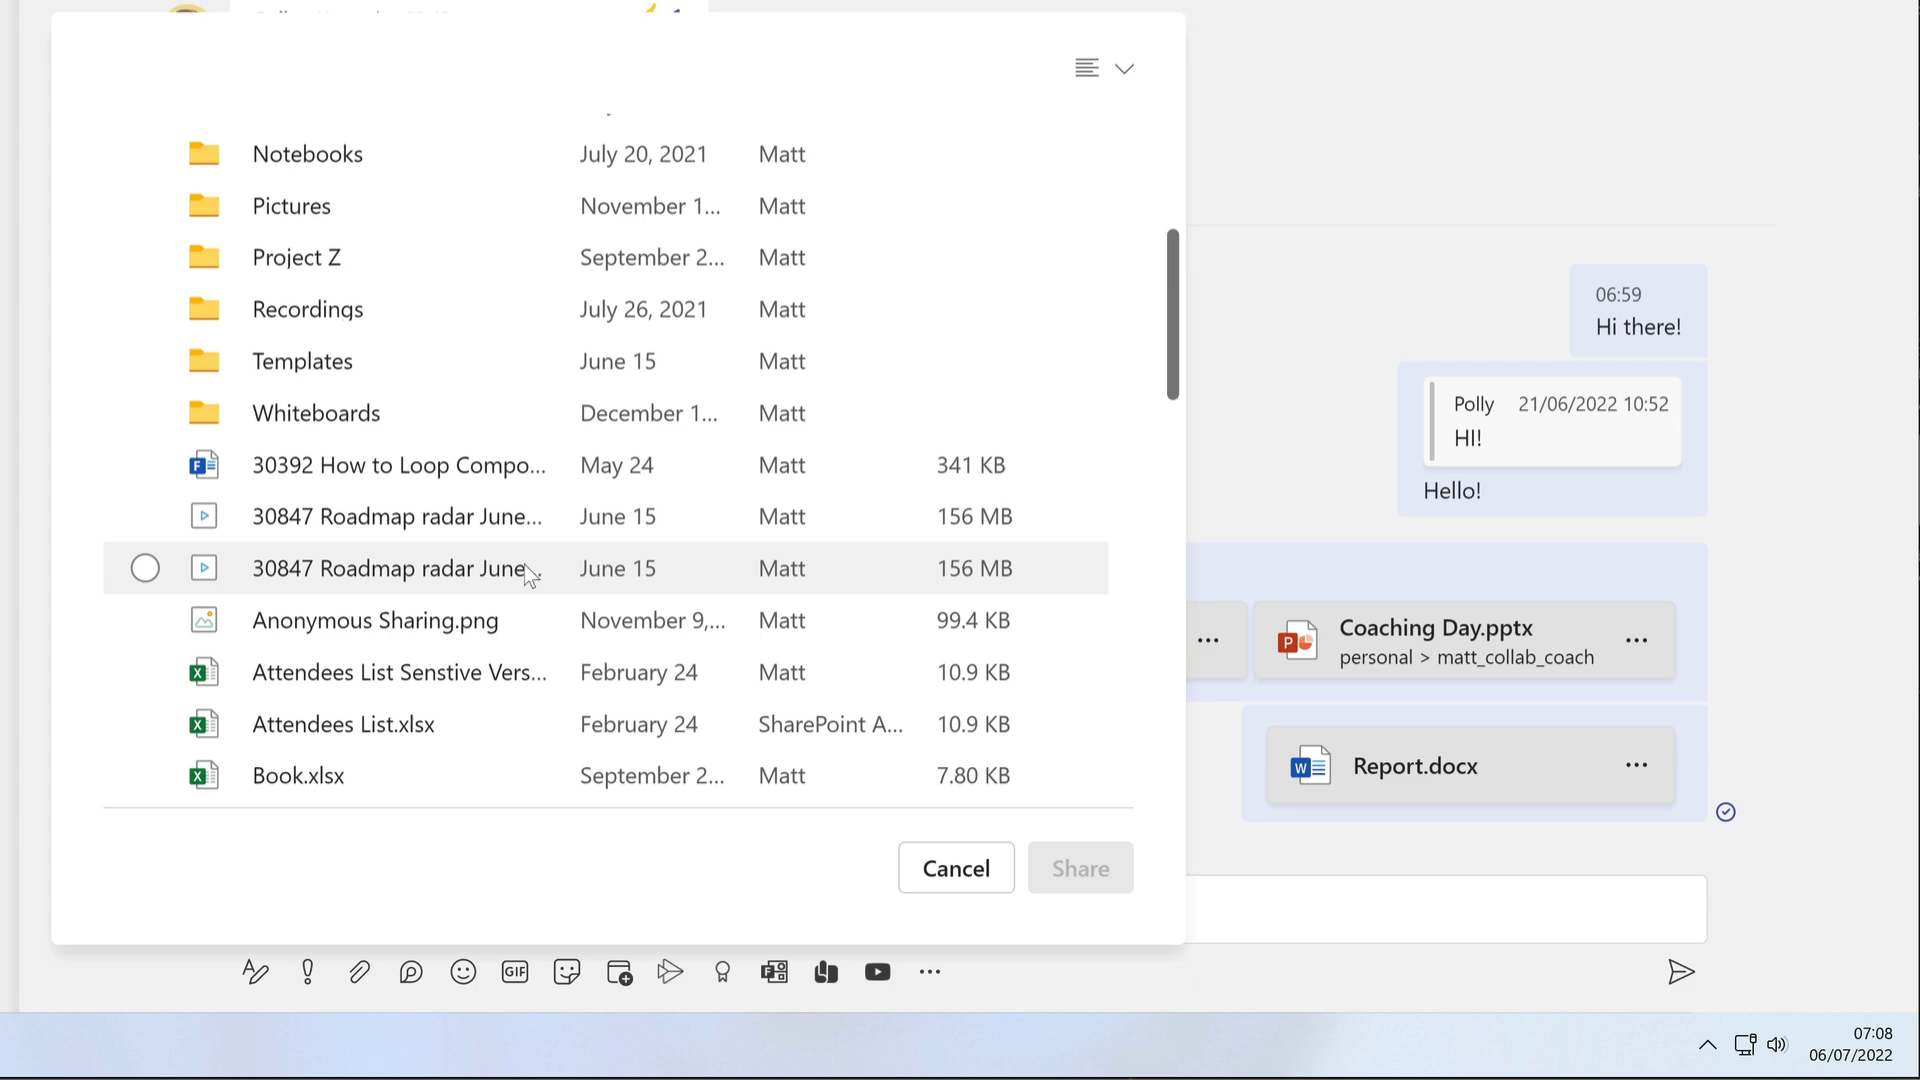 Notebooks July 20, 2021 Matt
Pictures November 1... Matt
Project Z September 2... Matt
Recordings July 26, 2021 Matt
Templates June 15 Matt
Whiteboards December 1... Matt
30392 How to Loop Compo... May 24 Matt 341 KB
30847 Roadmap radar June... June 15 Matt 156 MB
30847 Roadmap radar June... June 15 Matt 156 MB
Anonymous Sharing.png November 9,... Matt 99.4 KB
Attendees List Senstive Vers... February 24 Matt 10.9 KB
Attendees List.xlsx February 24 SharePoint A... 10.9 KB
Book.xlsx September 2... Matt 7.80 KB
Cancel Share
06:59
Hi there!
Polly 21/06/2022 10:52
HI!
Hello!
Coaching Day.pptx
personal > matt_collab_coach
Report.docx
GIF
07:08
06/07/2022